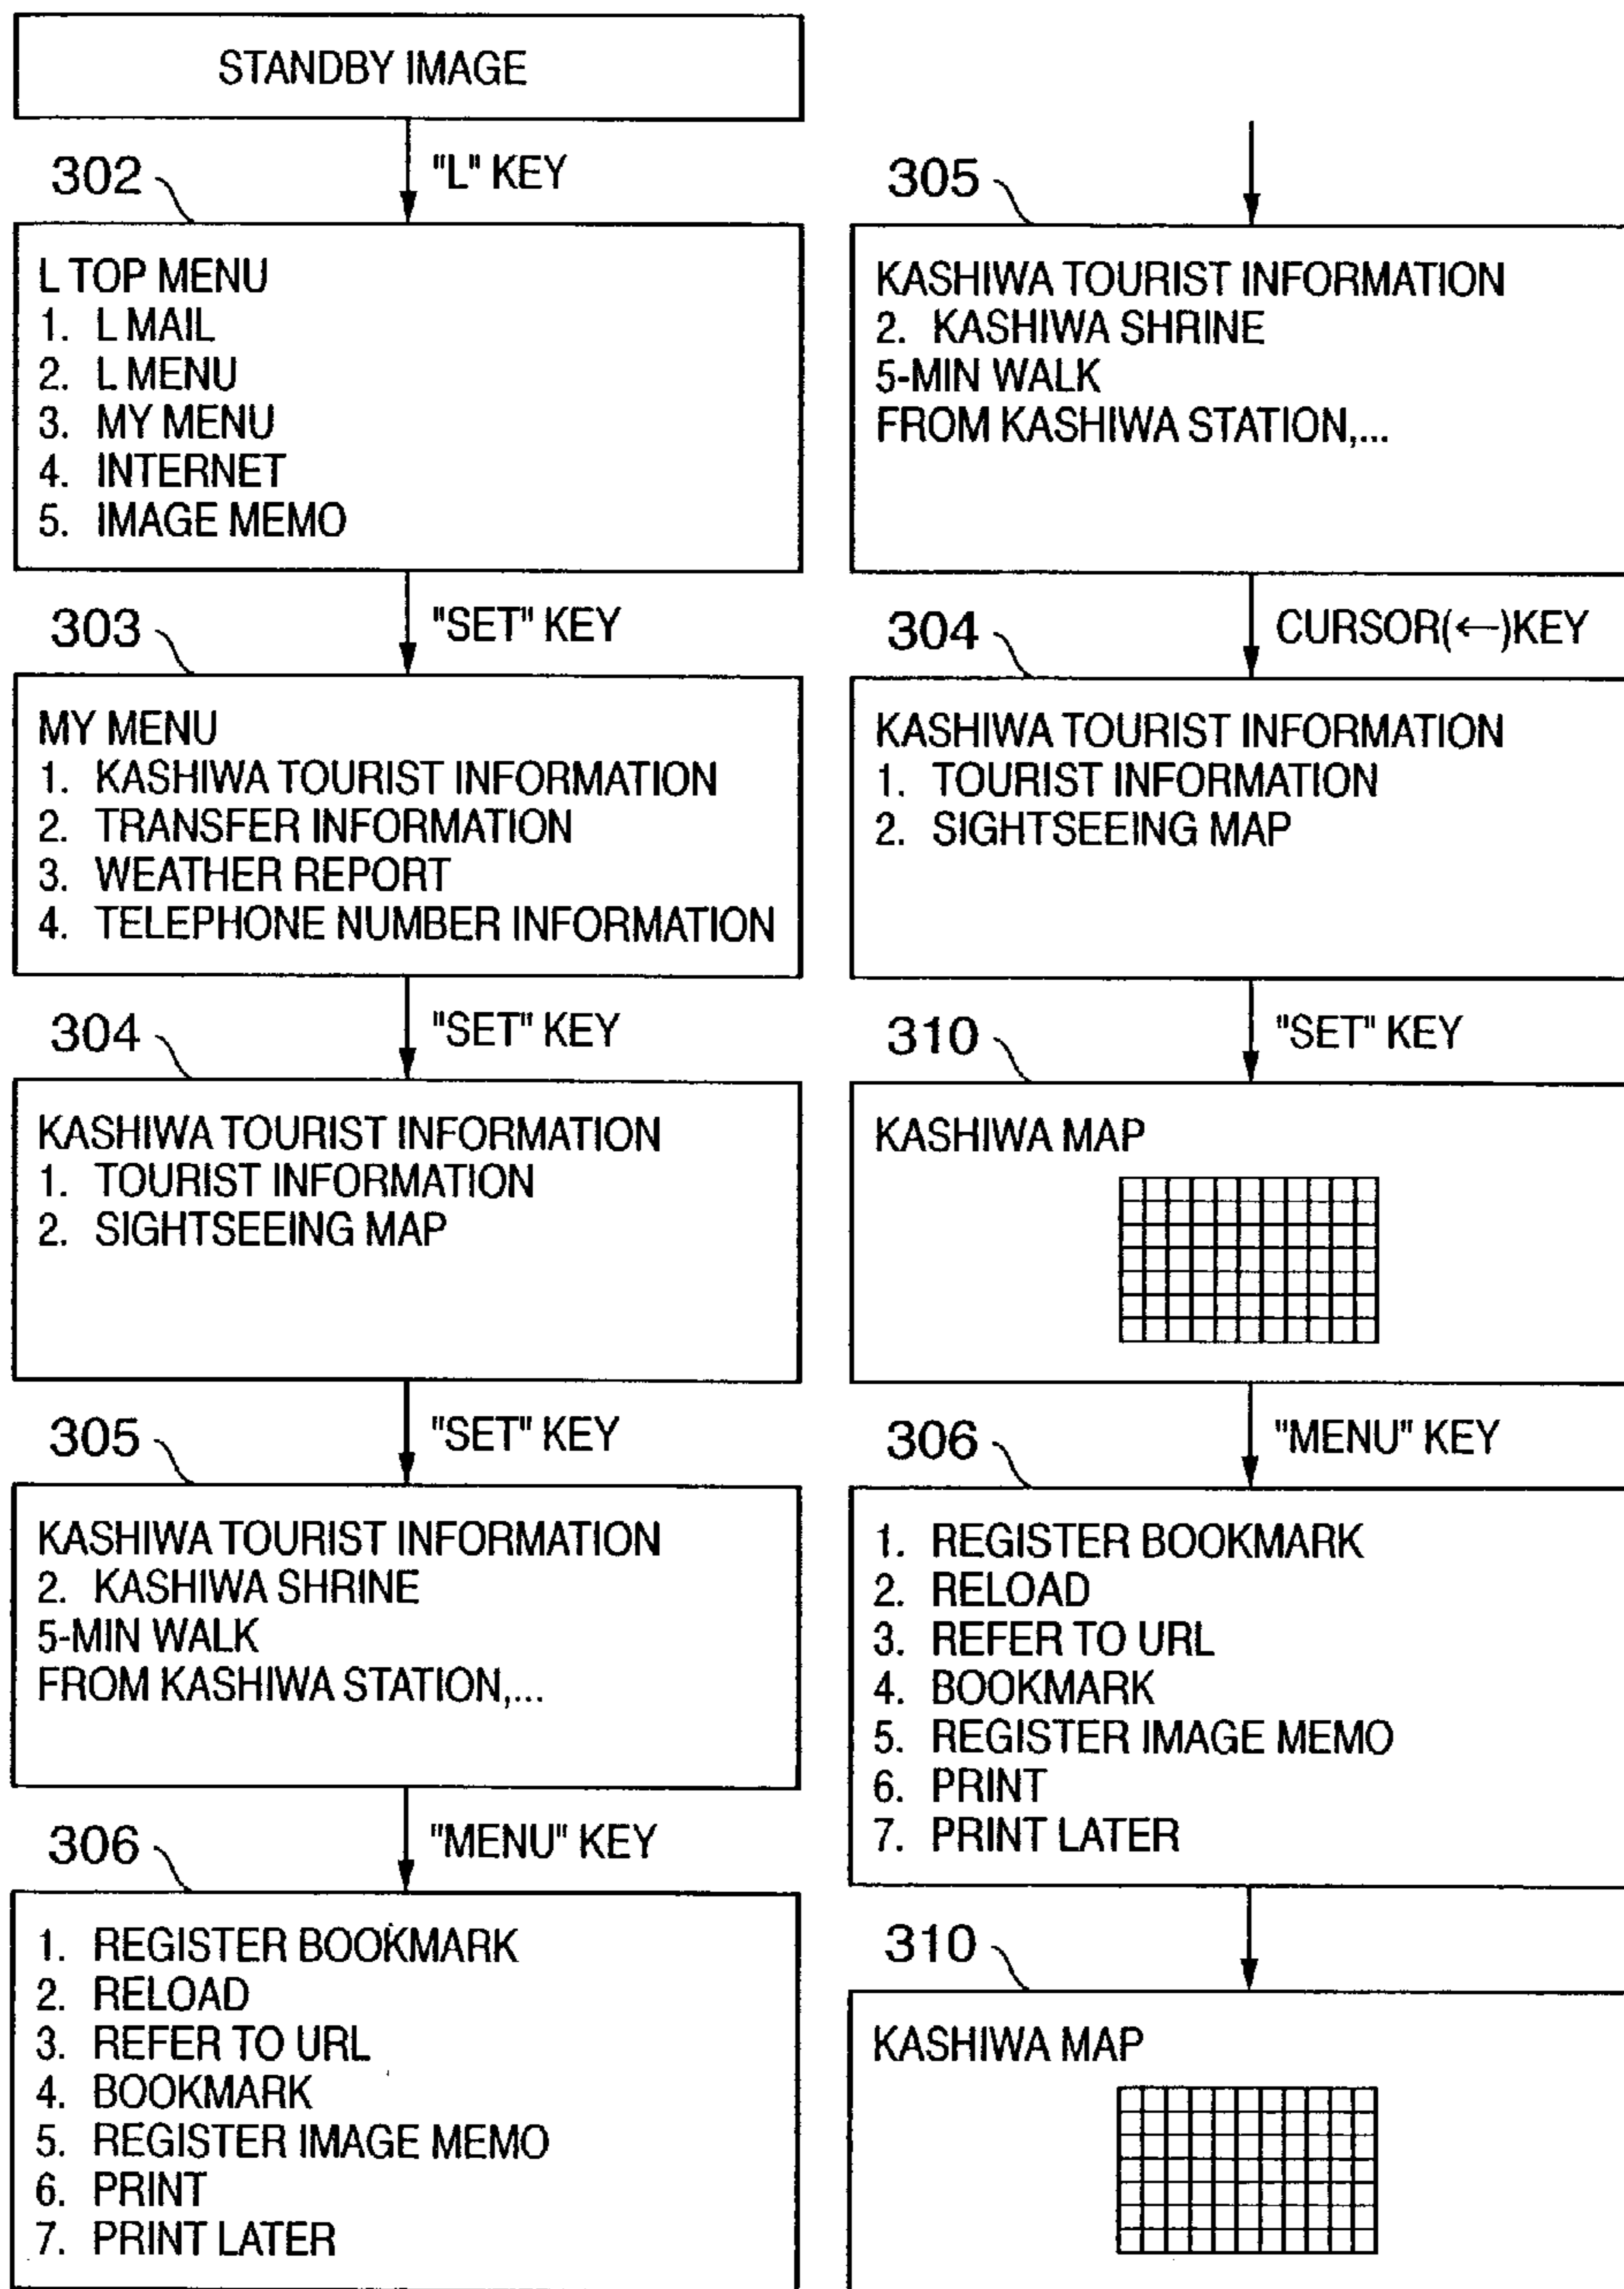 STANDBY IMAGE
"L" KEY
302
L TOP MENU
1. L MAIL
2. L MENU
3. MY MENU
4. INTERNET
5. IMAGE MEMO
"SET" KEY
303
MY MENU
1. KASHIWA TOURIST INFORMATION
2. TRANSFER INFORMATION
3. WEATHER REPORT
4. TELEPHONE NUMBER INFORMATION
"SET" KEY
304
KASHIWA TOURIST INFORMATION
1. TOURIST INFORMATION
2. SIGHTSEEING MAP
"SET" KEY
305
KASHIWA TOURIST INFORMATION
2. KASHIWA SHRINE
5-MIN WALK
FROM KASHIWA STATION,...
"MENU" KEY
306
1. REGISTER BOOKMARK
2. RELOAD
3. REFER TO URL
4. BOOKMARK
5. REGISTER IMAGE MEMO
6. PRINT
7. PRINT LATER
305
KASHIWA TOURIST INFORMATION
2. KASHIWA SHRINE
5-MIN WALK
FROM KASHIWA STATION,...
CURSOR(←)KEY
304
KASHIWA TOURIST INFORMATION
1. TOURIST INFORMATION
2. SIGHTSEEING MAP
"SET" KEY
310
KASHIWA MAP
"MENU" KEY
306
1. REGISTER BOOKMARK
2. RELOAD
3. REFER TO URL
4. BOOKMARK
5. REGISTER IMAGE MEMO
6. PRINT
7. PRINT LATER
310
KASHIWA MAP